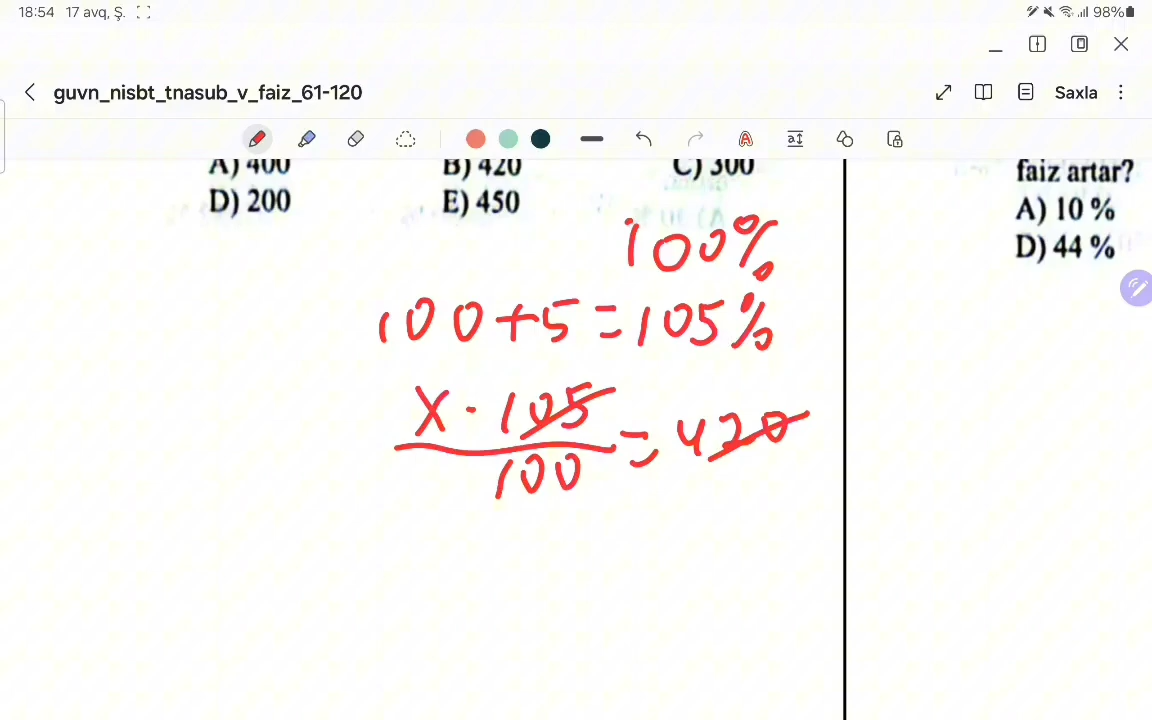 18:54 17 avq, Ş. 98%
guvn_nisbt_tnasub_v_faiz_61-120 Saxla
A) 400 B) 420 C) 300
D) 200 E) 450
faiz artar?
A) 10 %
D) 44 %
100%
100+5=105%
x · 105
100
= 420